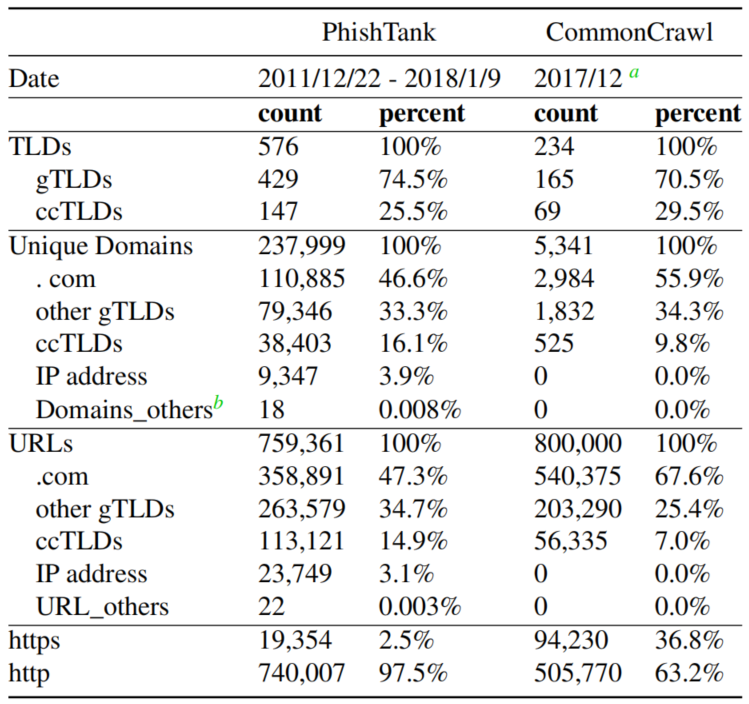 PhishTank CommonCrawl
Date 2011/12/22 - 2018/1/9 2017/12 a
count percent count percent
TLDs 576 100% 234 100%
gTLDs 429 74.5% 165 70.5%
ccTLDs 147 25.5% 69 29.5%
Unique Domains 237,999 100% 5,341 100%
. com 110,885 46.6% 2,984 55.9%
other gTLDs 79,346 33.3% 1,832 34.3%
ccTLDs 38,403 16.1% 525 9.8%
IP address 9,347 3.9% 0 0.0%
Domains_others b 18 0.008% 0 0.0%
URLs 759,361 100% 800,000 100%
.com 358,891 47.3% 540,375 67.6%
other gTLDs 263,579 34.7% 203,290 25.4%
ccTLDs 113,121 14.9% 56,335 7.0%
IP address 23,749 3.1% 0 0.0%
URL_others 22 0.003% 0 0.0%
https 19,354 2.5% 94,230 36.8%
http 740,007 97.5% 505,770 63.2%